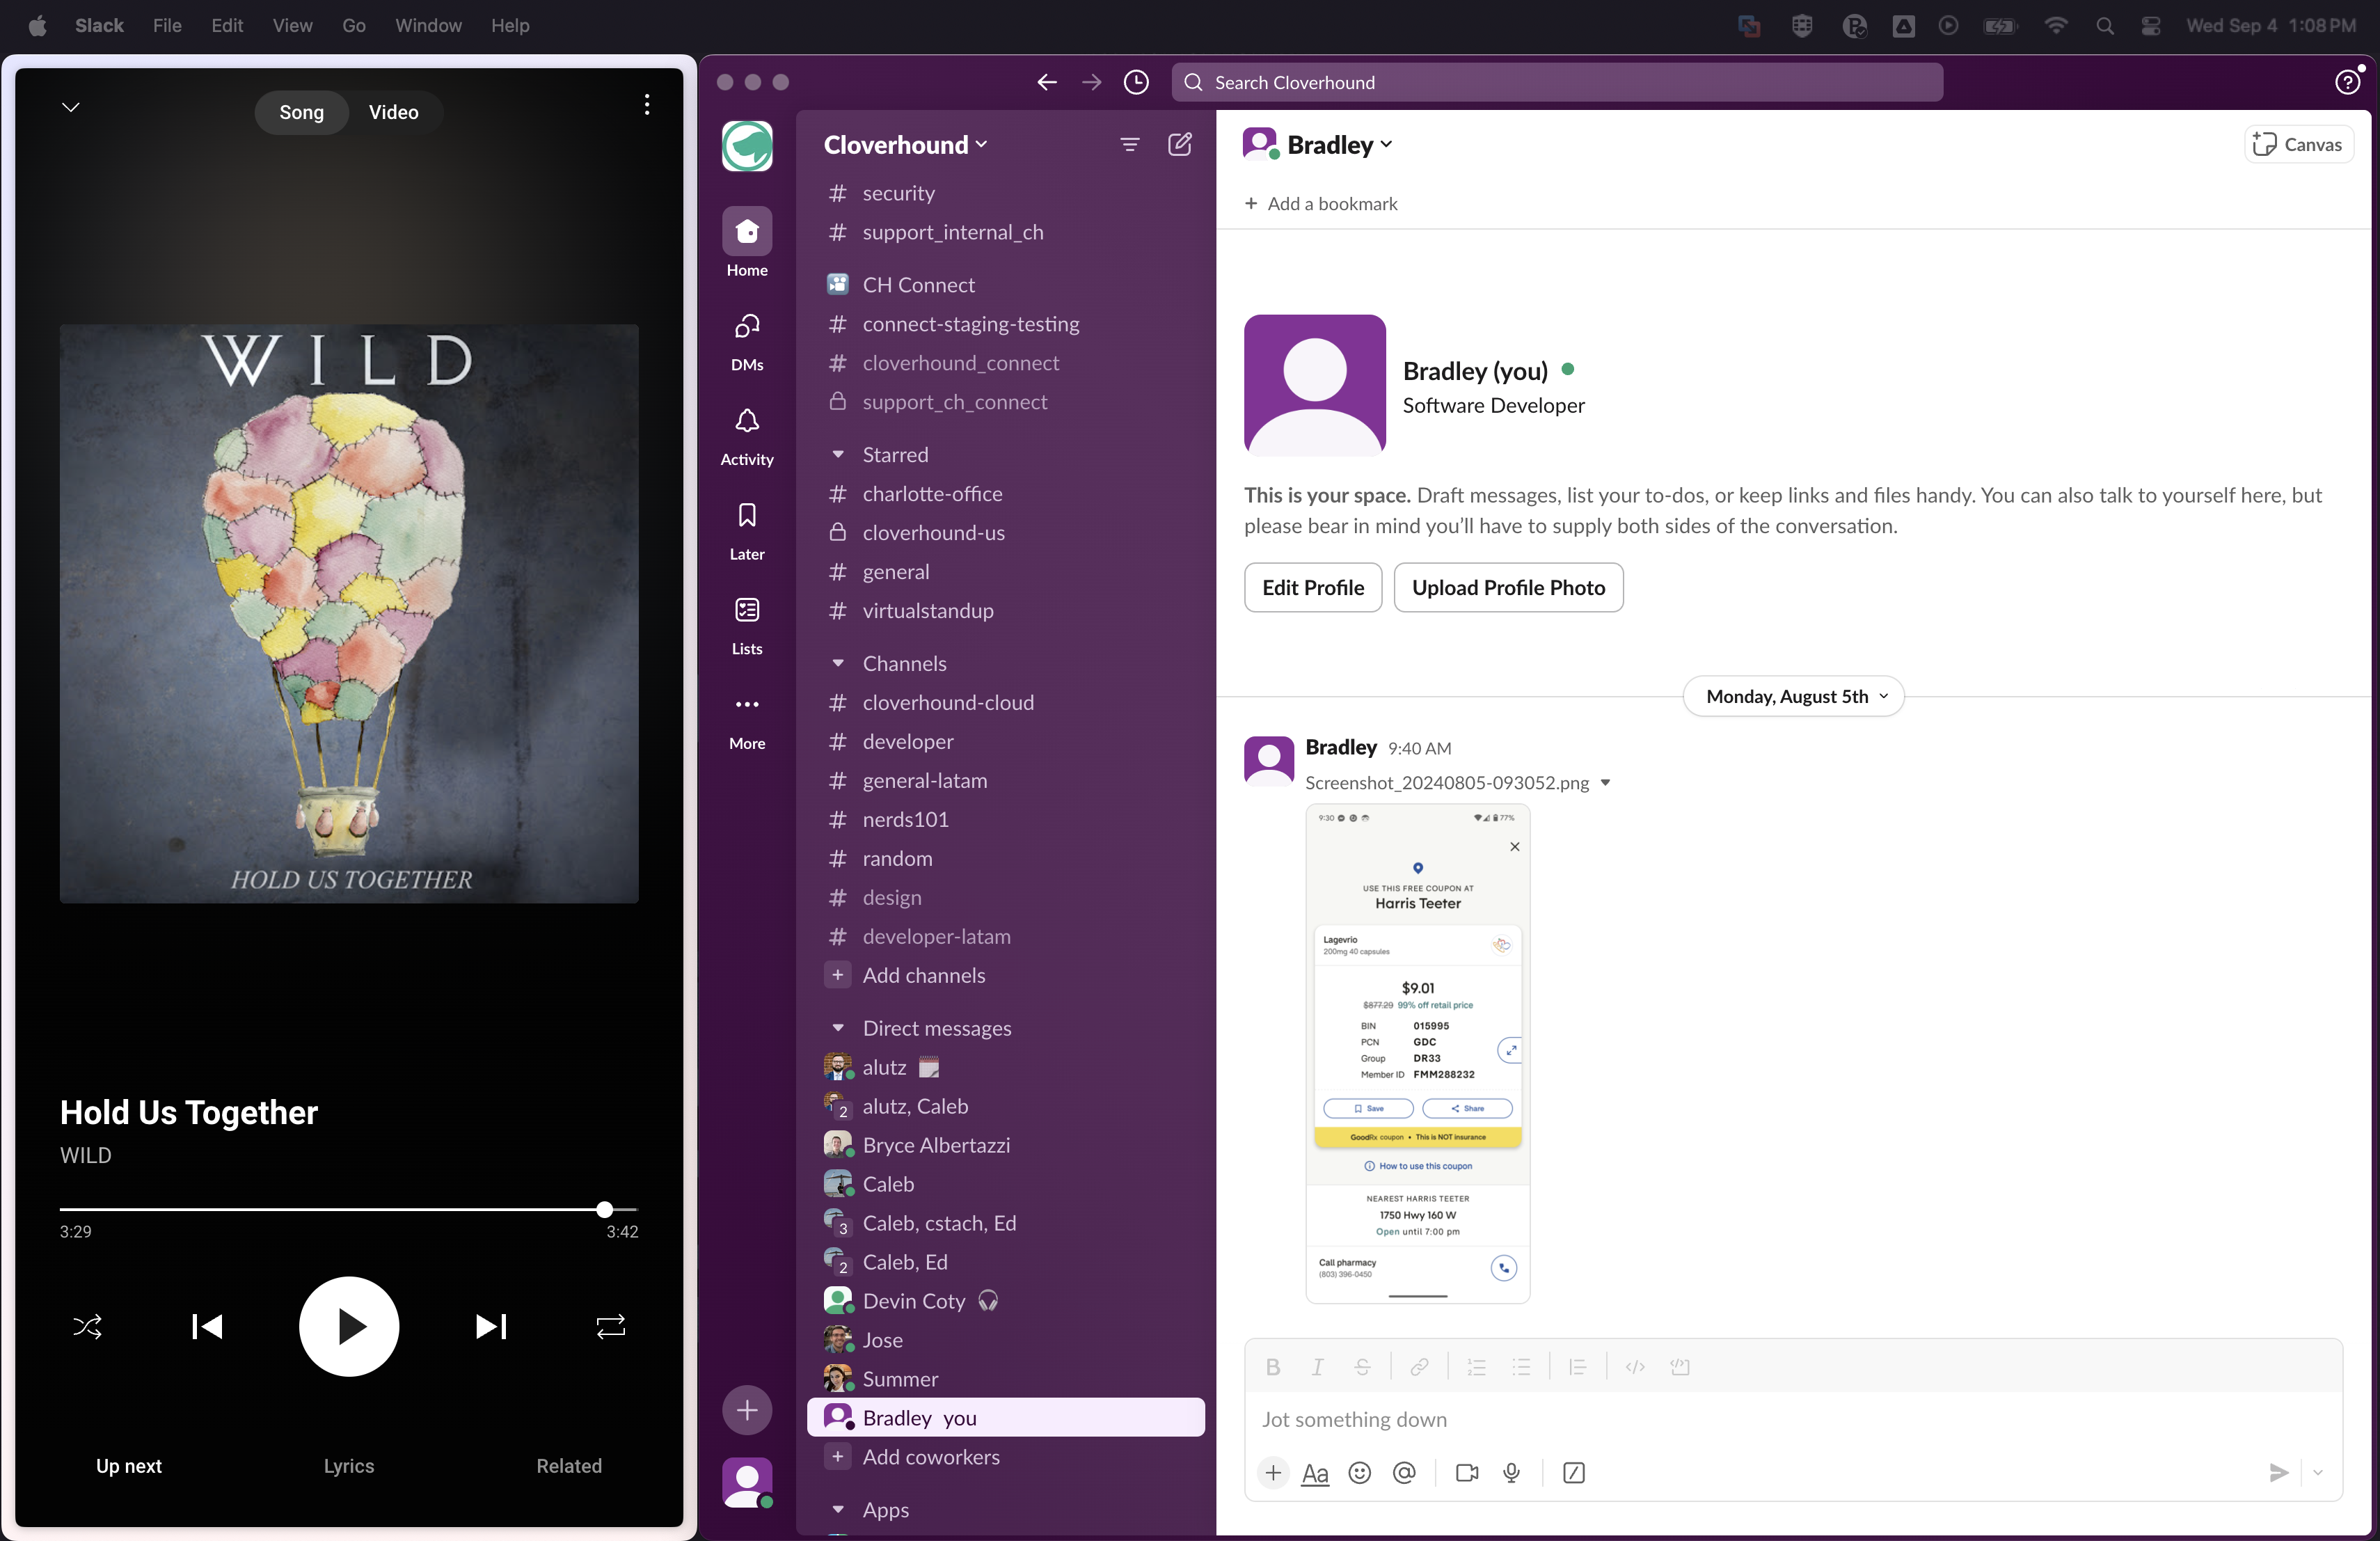 Slack File Edit View Go Window Help
Wed Sep 4 1:08 PM
Song Video
WILD
HOLD US TOGETHER
Hold Us Together
WILD
3:29
3:42
Up next Lyrics Related
Search Cloverhound
Home
DMs
Activity
Later
Lists
More
Cloverhound
# security
# support_internal_ch
CH Connect
# connect-staging-testing
# cloverhound_connect
support_ch_connect
Starred
# charlotte-office
cloverhound-us
# general
# virtualstandup
Channels
# cloverhound-cloud
# developer
# general-latam
# nerds101
# random
# design
# developer-latam
+ Add channels
Direct messages
alutz
2 alutz, Caleb
Bryce Albertazzi
Caleb
3 Caleb, cstach, Ed
2 Caleb, Ed
Devin Coty
Jose
Summer
Bradley you
+ Add coworkers
Apps
Bradley
Canvas
+ Add a bookmark
Bradley (you)
Software Developer
This is your space. Draft messages, list your to-dos, or keep links and files handy. You can also talk to yourself here, but
please bear in mind you’ll have to supply both sides of the conversation.
Edit Profile Upload Profile Photo
Monday, August 5th
Bradley 9:40 AM
Screenshot_20240805-093052.png
9:30
77%
USE THIS FREE COUPON AT
Harris Teeter
Lagevrio
200mg 40 capsules
$9.01
$877.29 99% off retail price
BIN 015995
PCN GDC
Group DR33
Member ID FMM288232
Save Share
GoodRx coupon • This is NOT insurance
How to use this coupon
NEAREST HARRIS TEETER
1750 Hwy 160 W
Open until 7:00 pm
Call pharmacy
(803) 396-0450
B I S
Jot something down
+ Aa @